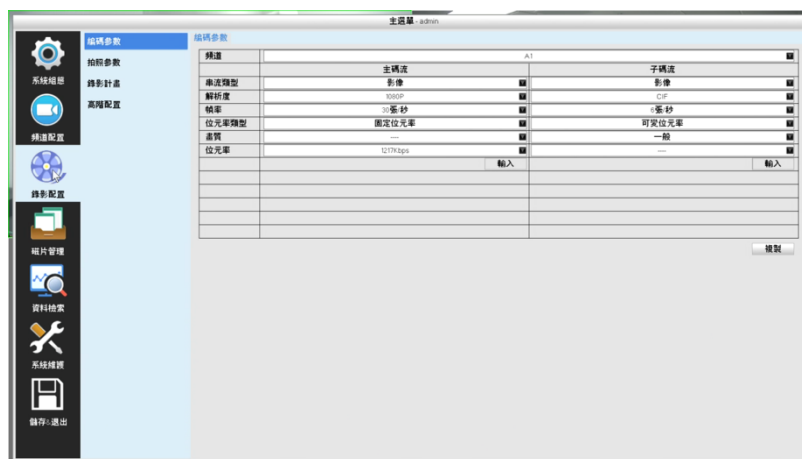 主選單 - admin
系統組態
頻道配置
錄影配置
磁片管理
資料檢索
系統維護
儲存&退出
編碼參數
拍照參數
錄影計畫
高階配置
編碼參數
頻道 A1
主碼流 子碼流
串流類型 影像 影像
解析度 1080P CIF
幀率 30張/秒 6張/秒
位元率類型 固定位元率 可変位元率
畫質 --- 一般
位元率 1217Kbps ---
輸入 輸入
複製